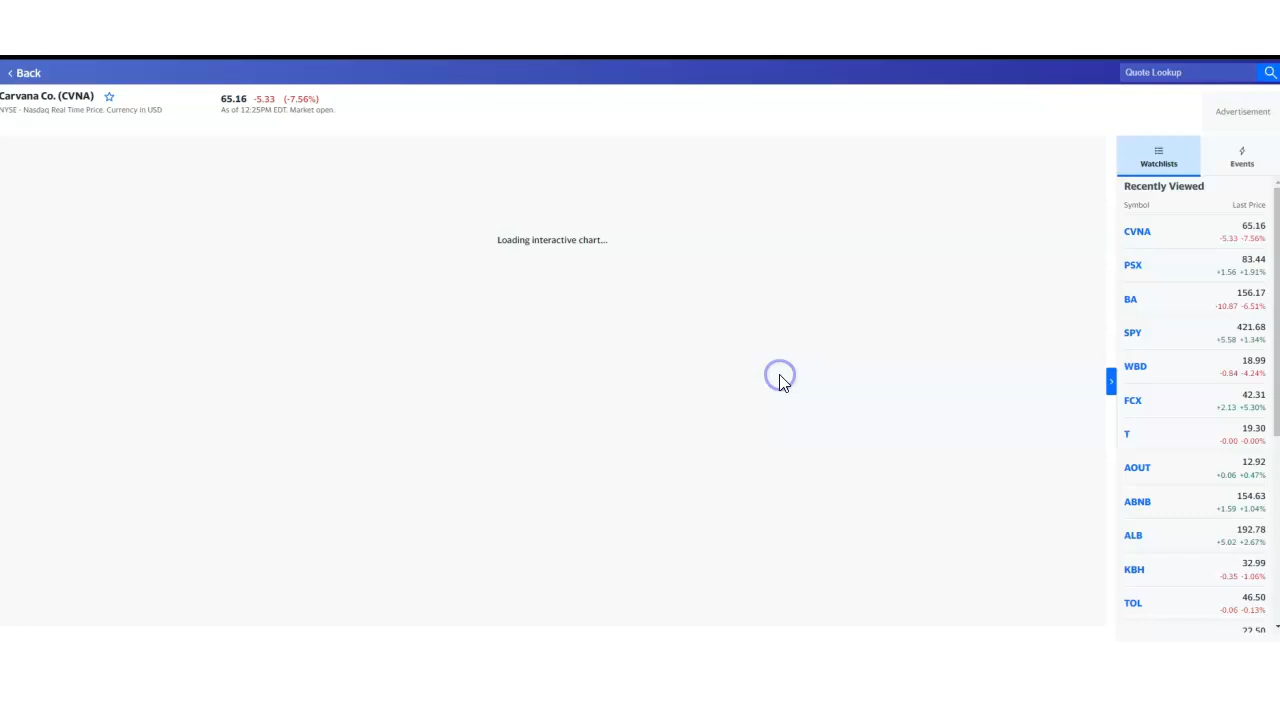 Back
Quote Lookup
Carvana Co. (CVNA)
65.16 -5.33 (-7.56%)
NYSE - Nasdaq Real Time Price. Currency in USD
As of 12:25PM EDT. Market open.
Advertisement
Watchlists
Events
Recently Viewed
Symbol Last Price
CVNA 65.16
-5.33 -7.56%
PSX 83.44
+1.56 +1.91%
BA 156.17
-10.87 -6.51%
SPY 421.68
+5.58 +1.34%
WBD 18.99
-0.84 -4.24%
FCX 42.31
+2.13 +5.30%
T 19.30
-0.00 -0.00%
AOUT 12.92
+0.06 +0.47%
ABNB 154.63
+1.59 +1.04%
ALB 192.78
+5.02 +2.67%
KBH 32.99
-0.35 -1.06%
TOL 46.50
-0.06 -0.13%
22.50
Loading interactive chart...